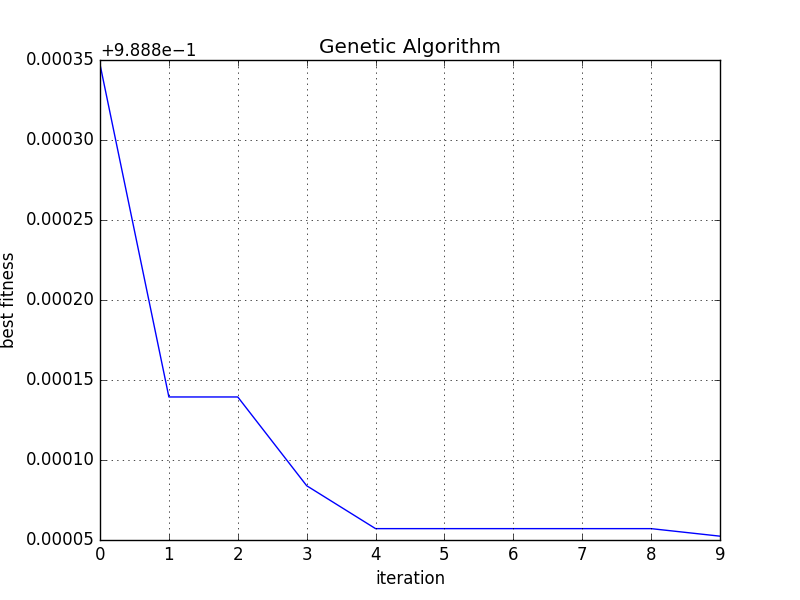 Genetic Algorithm
+9.888e−1
0.00035
0.00030
0.00025
0.00020
0.00015
0.00010
0.00005
best fitness
0 1 2 3 4 5 6 7 8 9
iteration